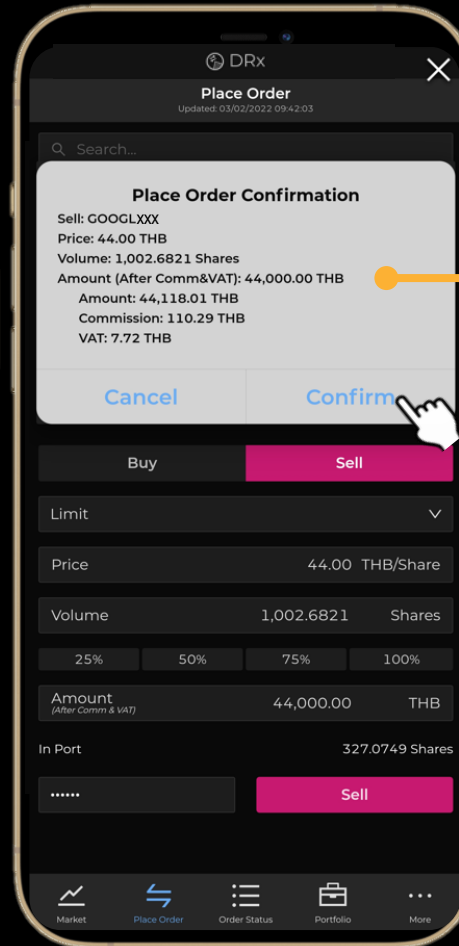 DRx
Place Order
Updated: 03/02/2022 09:42:03
Search...
Place Order Confirmation
Sell: GOOGLXXX
Price: 44.00 THB
Volume: 1,002.6821 Shares
Amount (After Comm&VAT): 44,000.00 THB
Amount: 44,118.01 THB
Commission: 110.29 THB
VAT: 7.72 THB
Cancel Confirm
Buy Sell
Limit
Price 44.00 THB/Share
Volume 1,002.6821 Shares
25% 50% 75% 100%
Amount 44,000.00 THB
(After Comm & VAT)
In Port 327.0749 Shares
•••••• Sell
Market Place Order Order Status Portfolio More